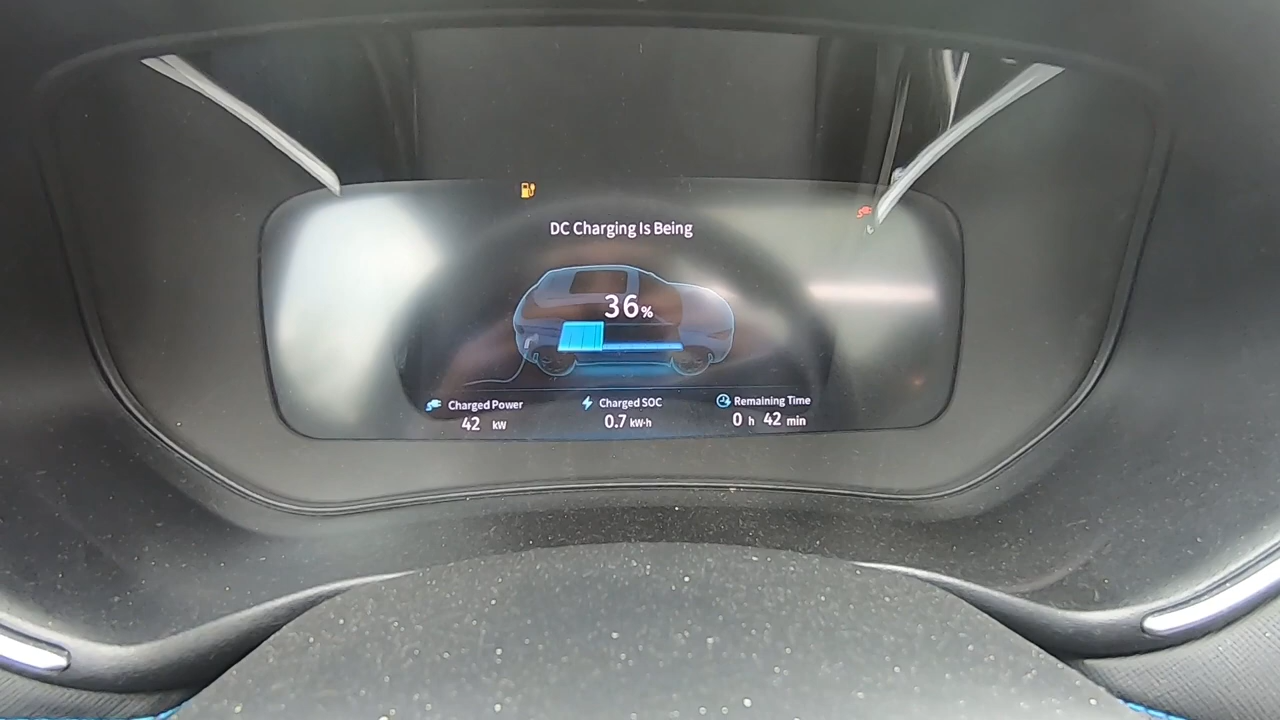 DC Charging Is Being
36%
Charged Power
42 kW
Charged SOC
0.7 kW·h
Remaining Time
0 h 42 min